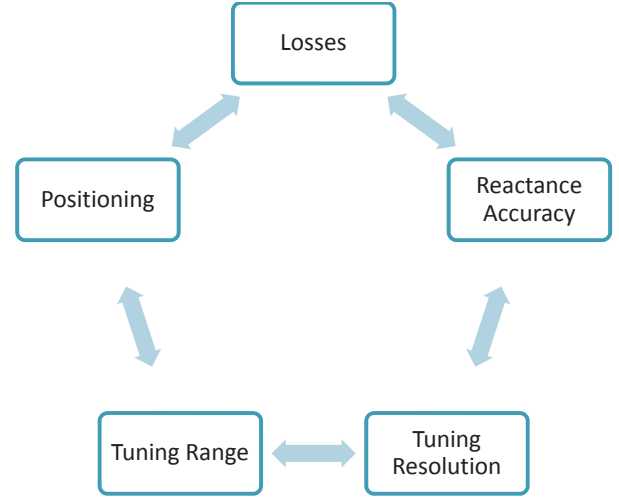 Losses
Positioning
Reactance
Accuracy
Tuning Range
Tuning
Resolution